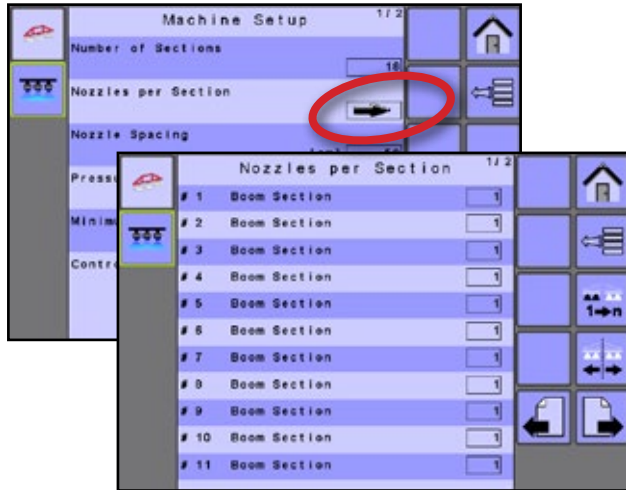 Machine Setup 1/2
Number of Sections
16
Nozzles per Section
Nozzle Spacing
Nozzles per Section 1/2
# 1 Boom Section 1
# 2 Boom Section 1
# 3 Boom Section 1
# 4 Boom Section 1
# 5 Boom Section 1
# 6 Boom Section 1
# 7 Boom Section 1
# 8 Boom Section 1
# 9 Boom Section 1
# 10 Boom Section 1
# 11 Boom Section 1
1→n